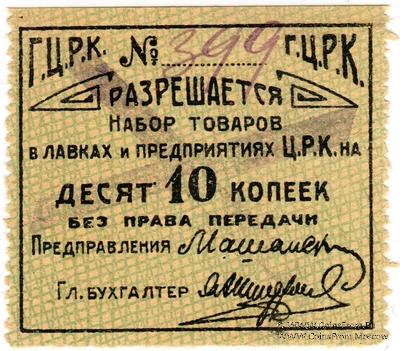 Г.Ц.Р.К. № 399 Г.Ц.Р.К.
РАЗРЕШАЕТСЯ
НАБОР ТОВАРОВ
В ЛАВКАХ И ПРЕДПРИЯТИЯХ Ц.Р.К. НА
ДЕСЯТ 10 КОПЕЕК
БЕЗ ПРАВА ПЕРЕДАЧИ
ПРЕДПРАВЛЕНИЯ
ГЛ. БУХГАЛТЕР